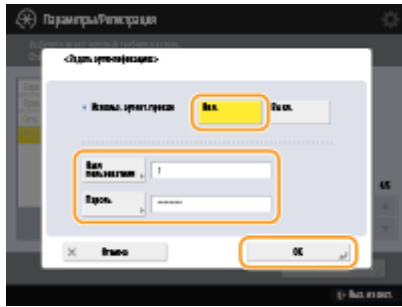 Параметры/Регистрация
<Задать аутентификацию>
Использ. аутент. прокси
Вкл.
Выкл.
Имя
пользователя
1
Пароль
********
Отмена
OK